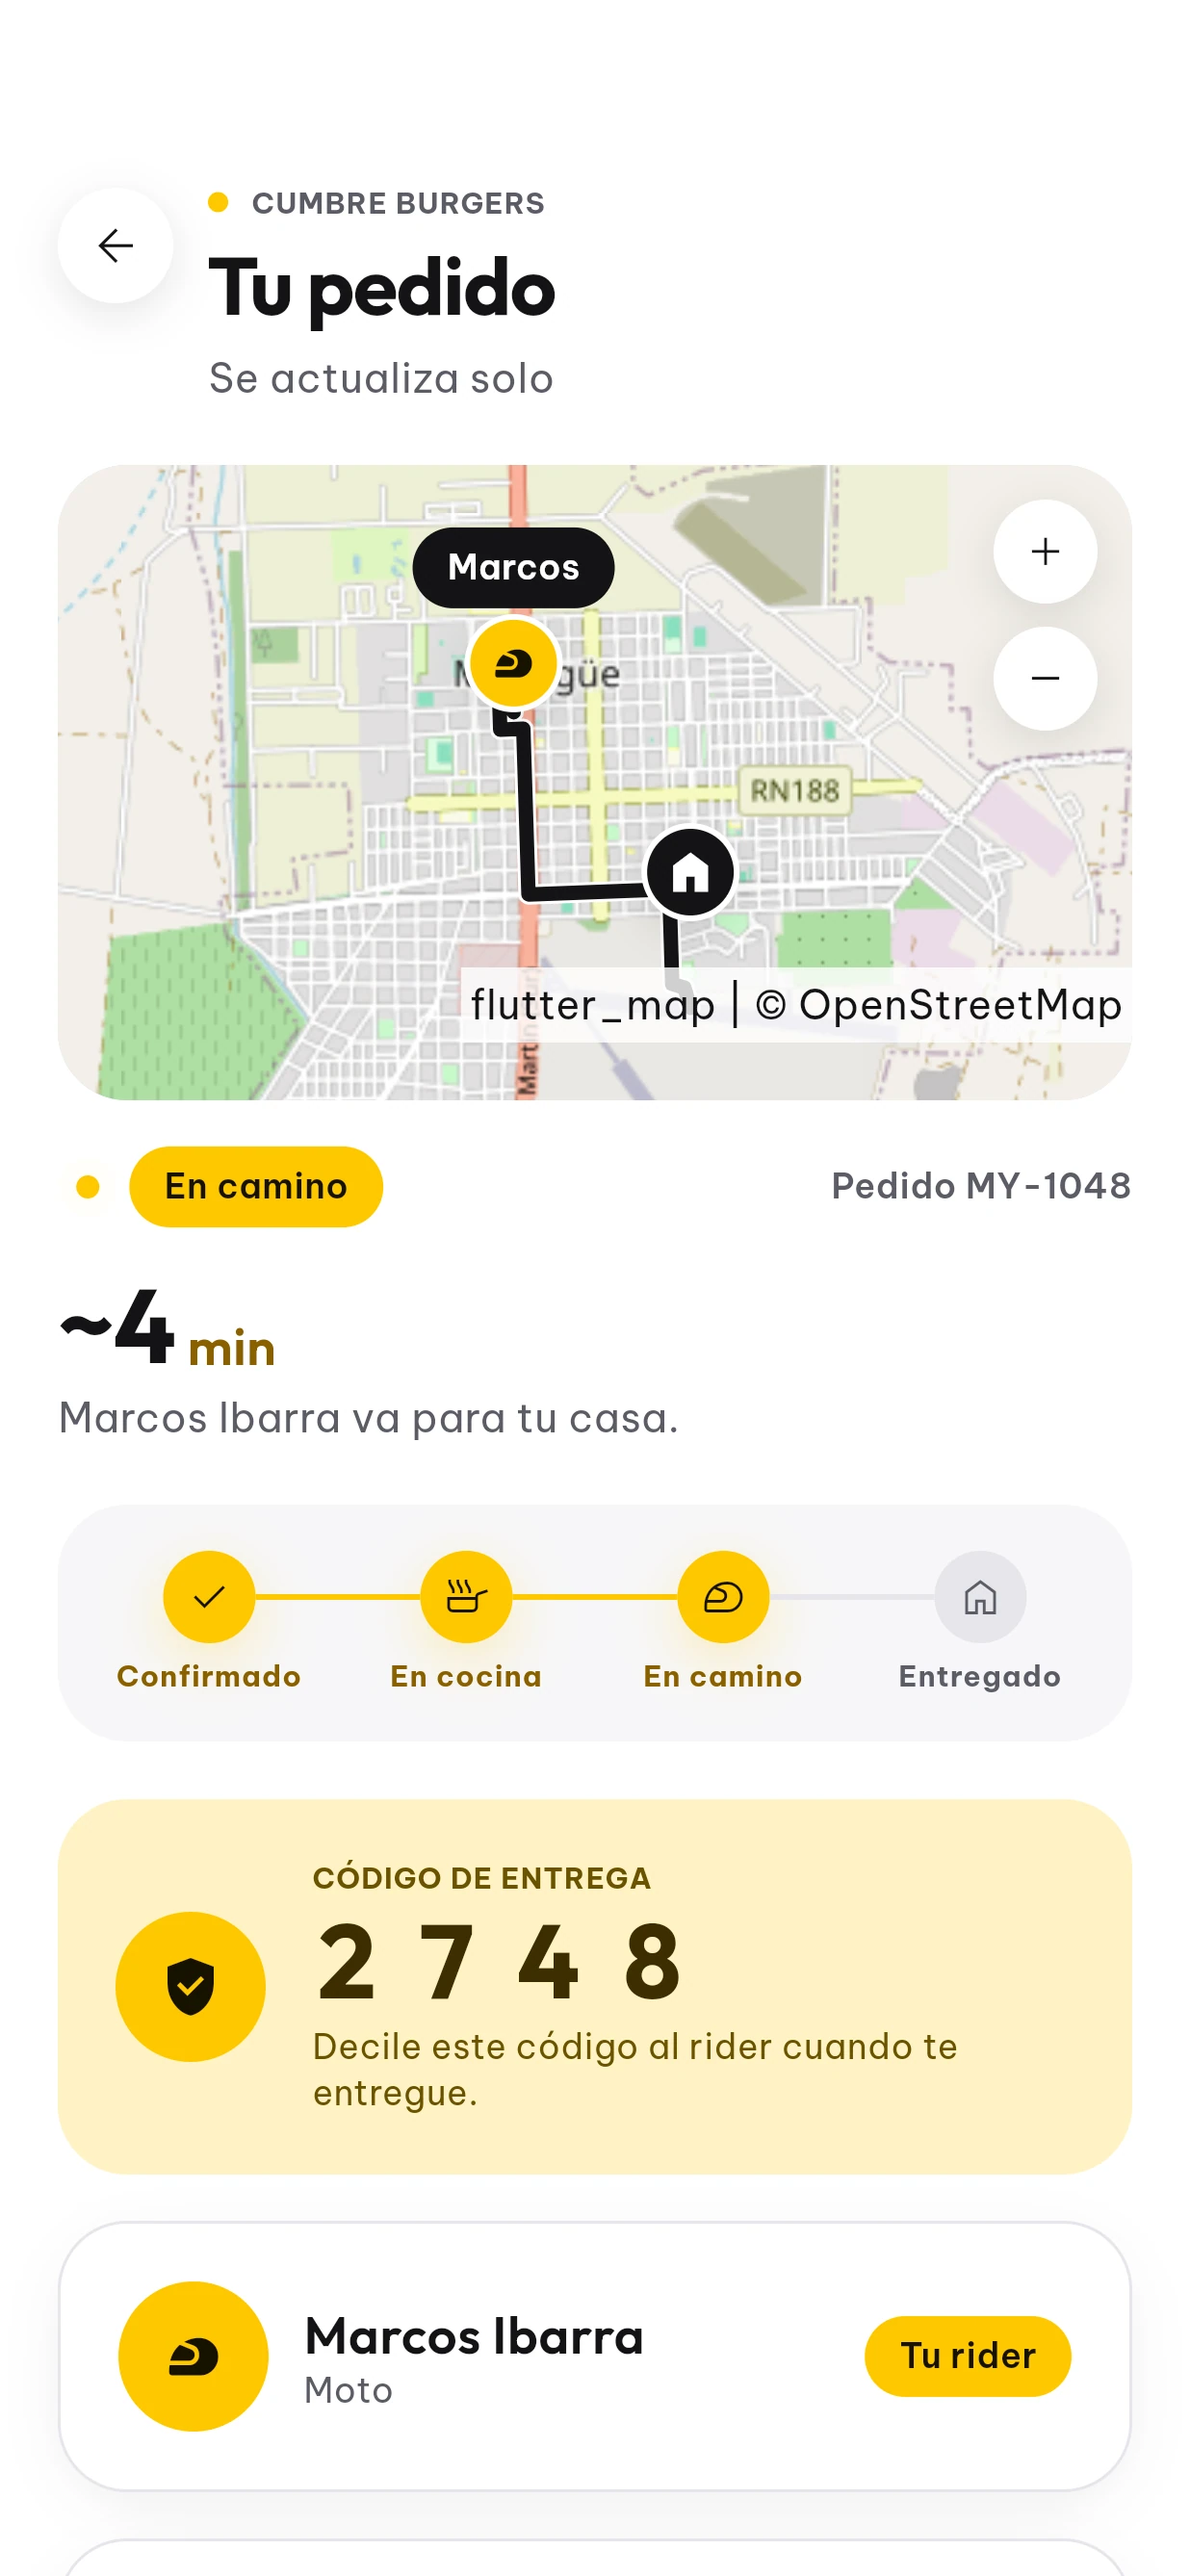 CUMBRE BURGERS
Tu pedido
Se actualiza solo
Marcos
güe
RN188
flutter_map | © OpenStreetMap
En camino
Pedido MY-1048
~4 min
Marcos Ibarra va para tu casa.
Confirmado
En cocina
En camino
Entregado
CÓDIGO DE ENTREGA
2 7 4 8
Decile este código al rider cuando te
entregue.
Marcos Ibarra
Moto
Tu rider